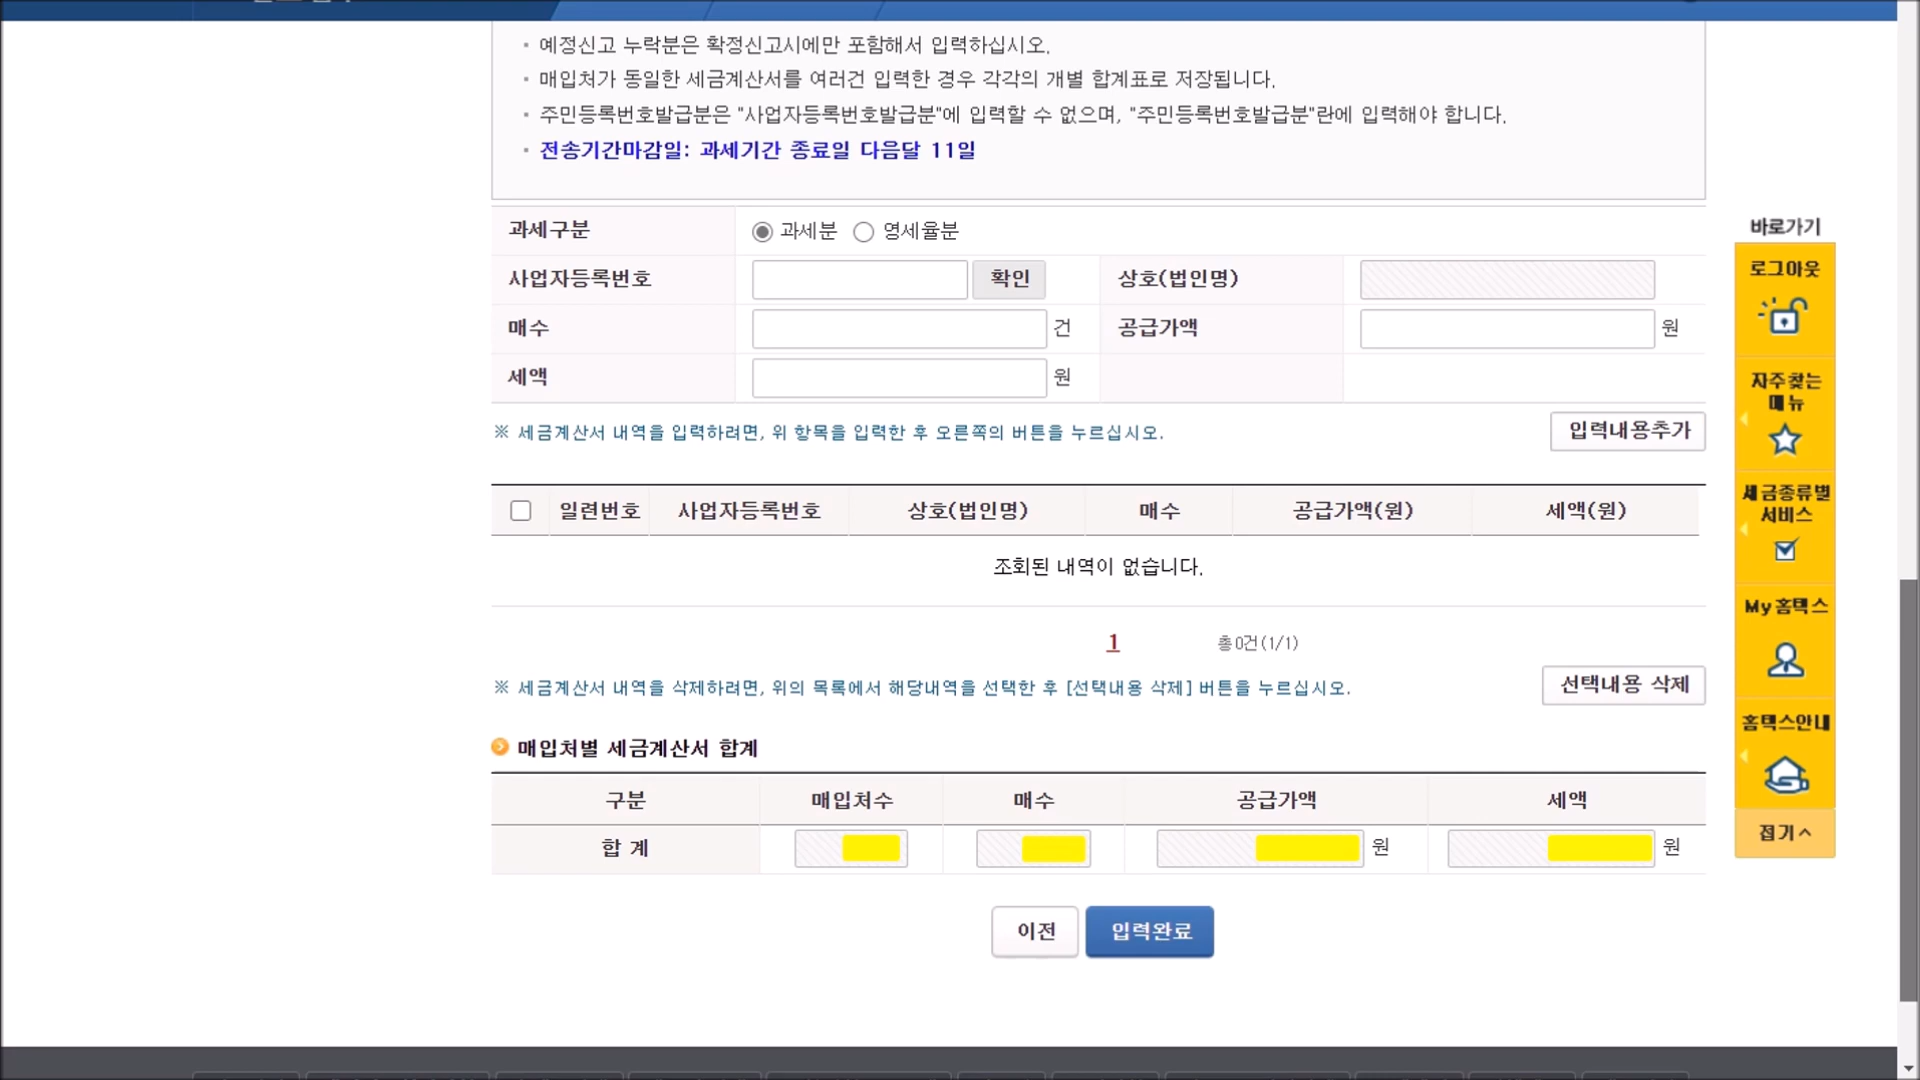 예정신고 누락분은 확정신고시에만 포함해서 입력하십시오.
매입처가 동일한 세금계산서를 여러건 입력한 경우 각각의 개별 합계표로 저장됩니다.
주민등록번호발급분은 "사업자등록번호발급분"에 입력할 수 없으며, "주민등록번호발급분"란에 입력해야 합니다.
전송기간마감일: 과세기간 종료일 다음달 11일
과세구분 과세분 영세율분
사업자등록번호 확인 상호(법인명)
매수 건 공급가액 원
세액 원
※ 세금계산서 내역을 입력하려면, 위 항목을 입력한 후 오른쪽의 버튼을 누르십시오. 입력내용추가
일련번호 사업자등록번호 상호(법인명) 매수 공급가액(원) 세액(원)
조회된 내역이 없습니다.
1 총0건(1/1)
※ 세금계산서 내역을 삭제하려면, 위의 목록에서 해당내역을 선택한 후 [선택내용 삭제] 버튼을 누르십시오. 선택내용 삭제
매입처별 세금계산서 합계
구분 매입처수 매수 공급가액 세액
합 계 원 원
이전 입력완료
바로가기
로그아웃
자주찾는
메뉴
세금종류별
서비스
My홈택스
홈택스안내
접기^